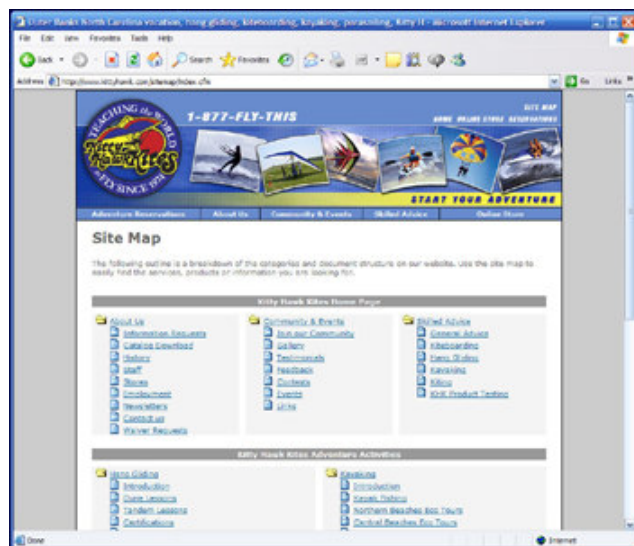 Outer Banks North Carolina vacation, hang gliding, kiteboarding, kayaking, parasailing, Kitty H - Microsoft Internet Explorer
File Edit View Favorites Tools Help
Back Search Favorites
Address Go Links »
TEACHING the WORLD
Kitty Hawk Kites
to FLY SINCE 1974
1-877-FLY-THIS
SITE MAP
HOME ONLINE STORE RESERVATIONS
START YOUR ADVENTURE
Adventure Reservations About Us Community & Events Skilled Advice Online Store
Site Map
The following outline is a breakdown of the categories and document structure on our website. Use the site map to
easily find the services, products or information you are looking for.
Kitty Hawk Kites Home Page
About Us Community & Events Skilled Advice
Information Requests Join our Community General Advice
Catalog Download Gallery Kiteboarding
History Testimonials Hang Gliding
Staff Feedback Kayaking
Stores Contests Kiting
Employment Events KHK Product Testing
Newsletters Links
Contact us
Waiver Requests
Kitty Hawk Kites Adventure Activities
Hang Gliding Kayaking
Introduction Introduction
Dune Lessons Kayak Fishing
Tandem Lessons Northern Beaches Eco Tours
Certifications Central Beaches Eco Tours
Done Internet